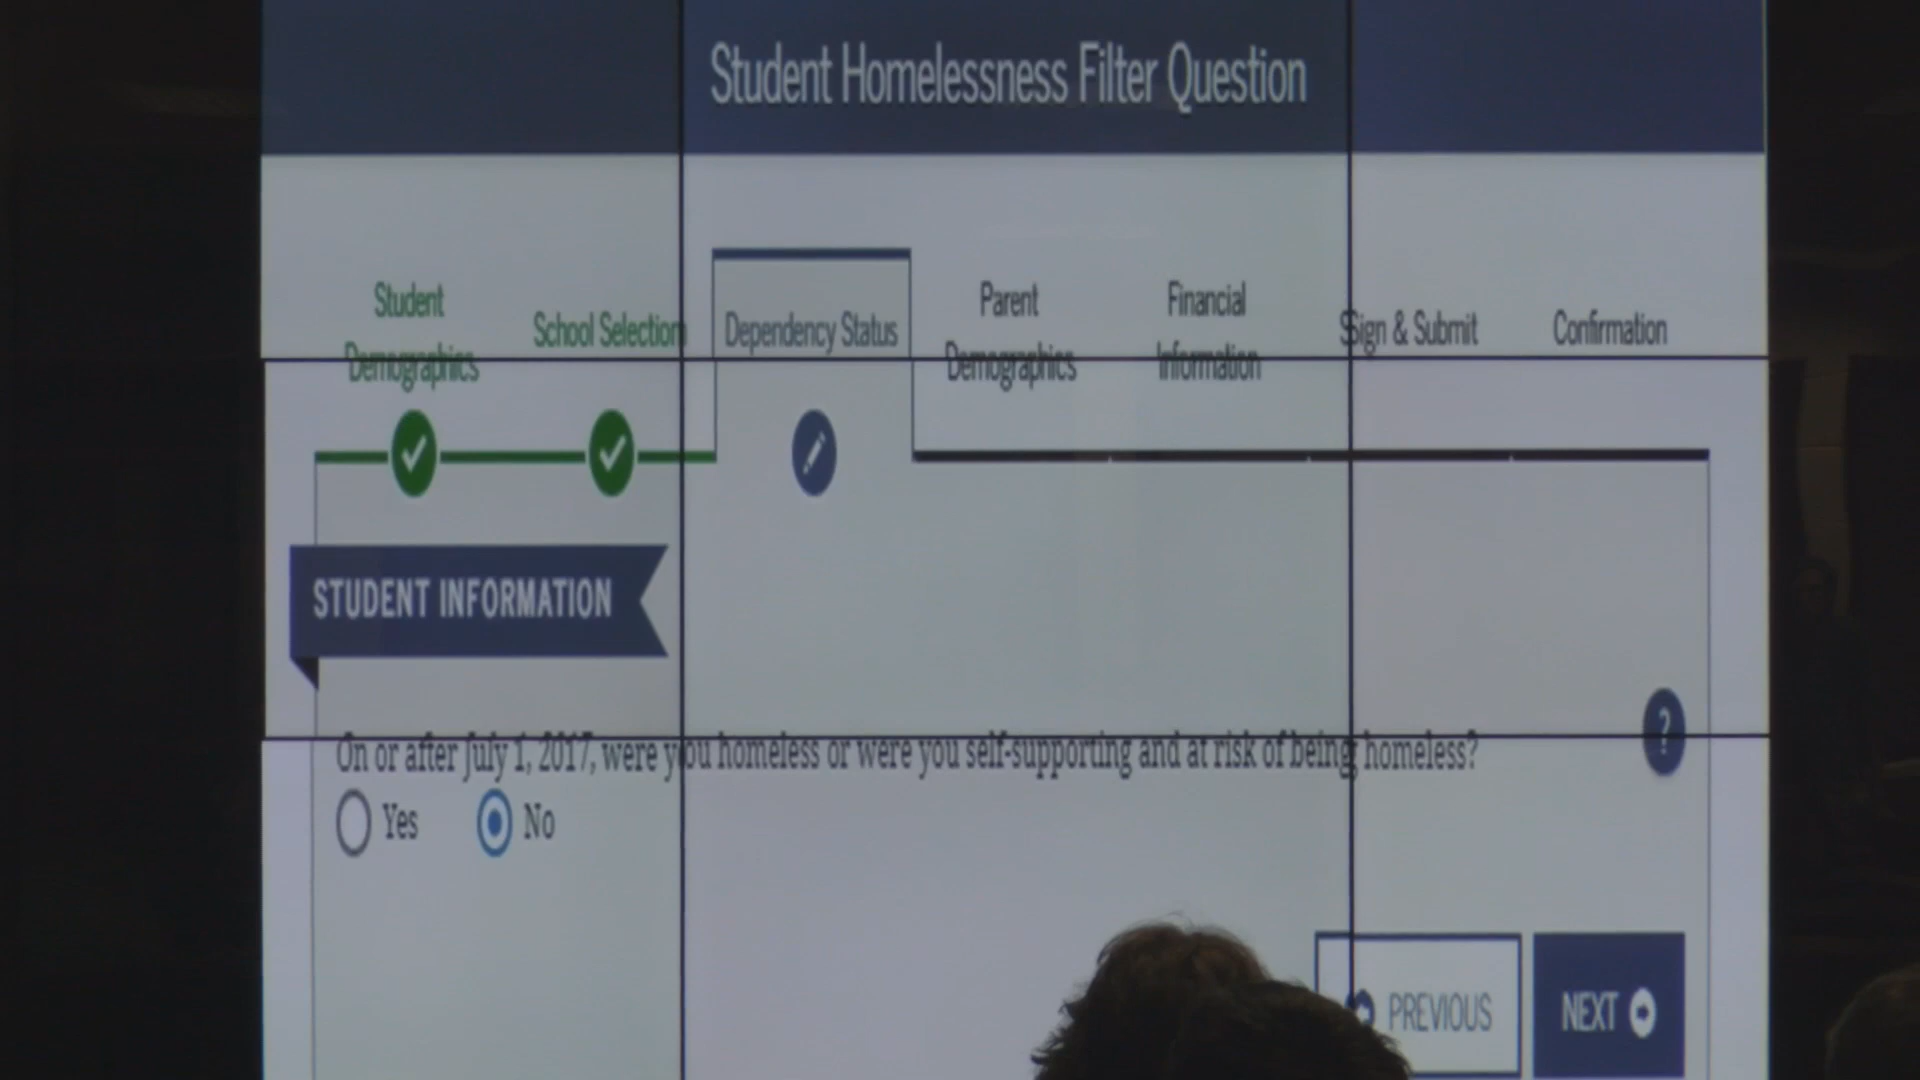 Student Homelessness Filter Question
Student
Demographics
School Selection
Dependency Status
Parent
Demographics
Financial
Information
Sign & Submit
Confirmation
STUDENT INFORMATION
?
On or after July 1, 2017, were you homeless or were you self-supporting and at risk of being homeless?
Yes No
PREVIOUS NEXT